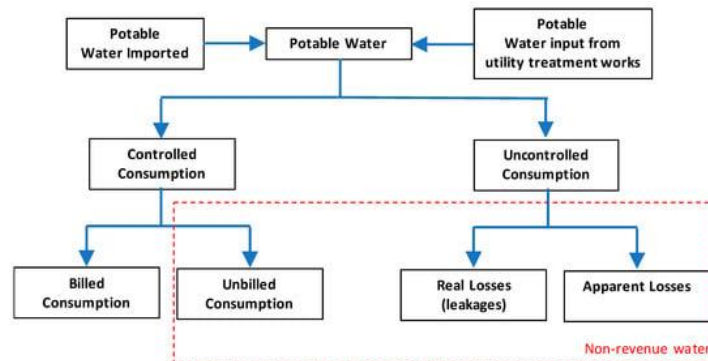 Potable
Water Imported
Potable Water
Potable
Water input from
utility treatment works
Controlled
Consumption
Uncontrolled
Consumption
Billed
Consumption
Unbilled
Consumption
Real Losses
(leakages)
Apparent Losses
Non-revenue water